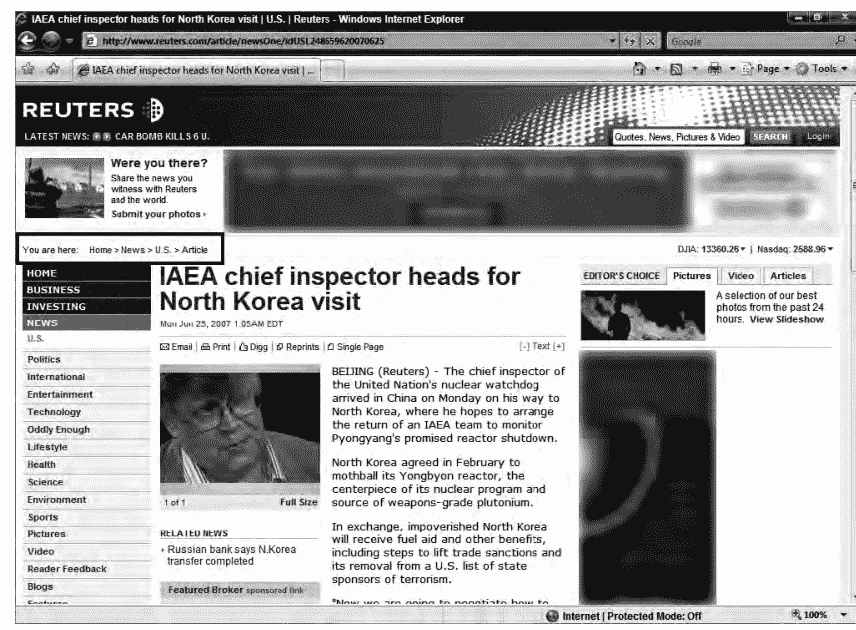 IAEA chief inspector heads for North Korea visit | U.S. | Reuters - Windows Internet Explorer
http://www.reuters.com/article/newsOne/idUSL248659620070625
Google
IAEA chief inspector heads for North Korea visit | ...
Page
Tools
REUTERS
LATEST NEWS: CAR BOMB KILLS 6 U.
Quotes, News, Pictures & Video SEARCH Login
Were you there?
Share the news you
witness with Reuters
and the world.
Submit your photos ›
You are here: Home > News > U.S. > Article
DJIA: 13360.26 | Nasdaq: 2588.96
HOME
BUSINESS
INVESTING
NEWS
U.S.
Politics
International
Entertainment
Technology
Oddly Enough
Lifestyle
Health
Science
Environment
Sports
Pictures
Video
Reader Feedback
Blogs
Features
IAEA chief inspector heads for
North Korea visit
Mon Jun 25, 2007 1:05AM EDT
Email | Print | Digg | Reprints | Single Page [-] Text [+]
1 of 1 Full Size
RELATED NEWS
Russian bank says N.Korea
transfer completed
Featured Broker sponsored link
BEIJING (Reuters) - The chief inspector of
the United Nation's nuclear watchdog
arrived in China on Monday on his way to
North Korea, where he hopes to arrange
the return of an IAEA team to monitor
Pyongyang's promised reactor shutdown.
North Korea agreed in February to
mothball its Yongbyon reactor, the
centerpiece of its nuclear program and
source of weapons-grade plutonium.
In exchange, impoverished North Korea
will receive fuel aid and other benefits,
including steps to lift trade sanctions and
its removal from a U.S. list of state
sponsors of terrorism.
"Now we are going to negotiate how to
EDITOR'S CHOICE Pictures Video Articles
A selection of our best
photos from the past 24
hours. View Slideshow
Internet | Protected Mode: Off
100%